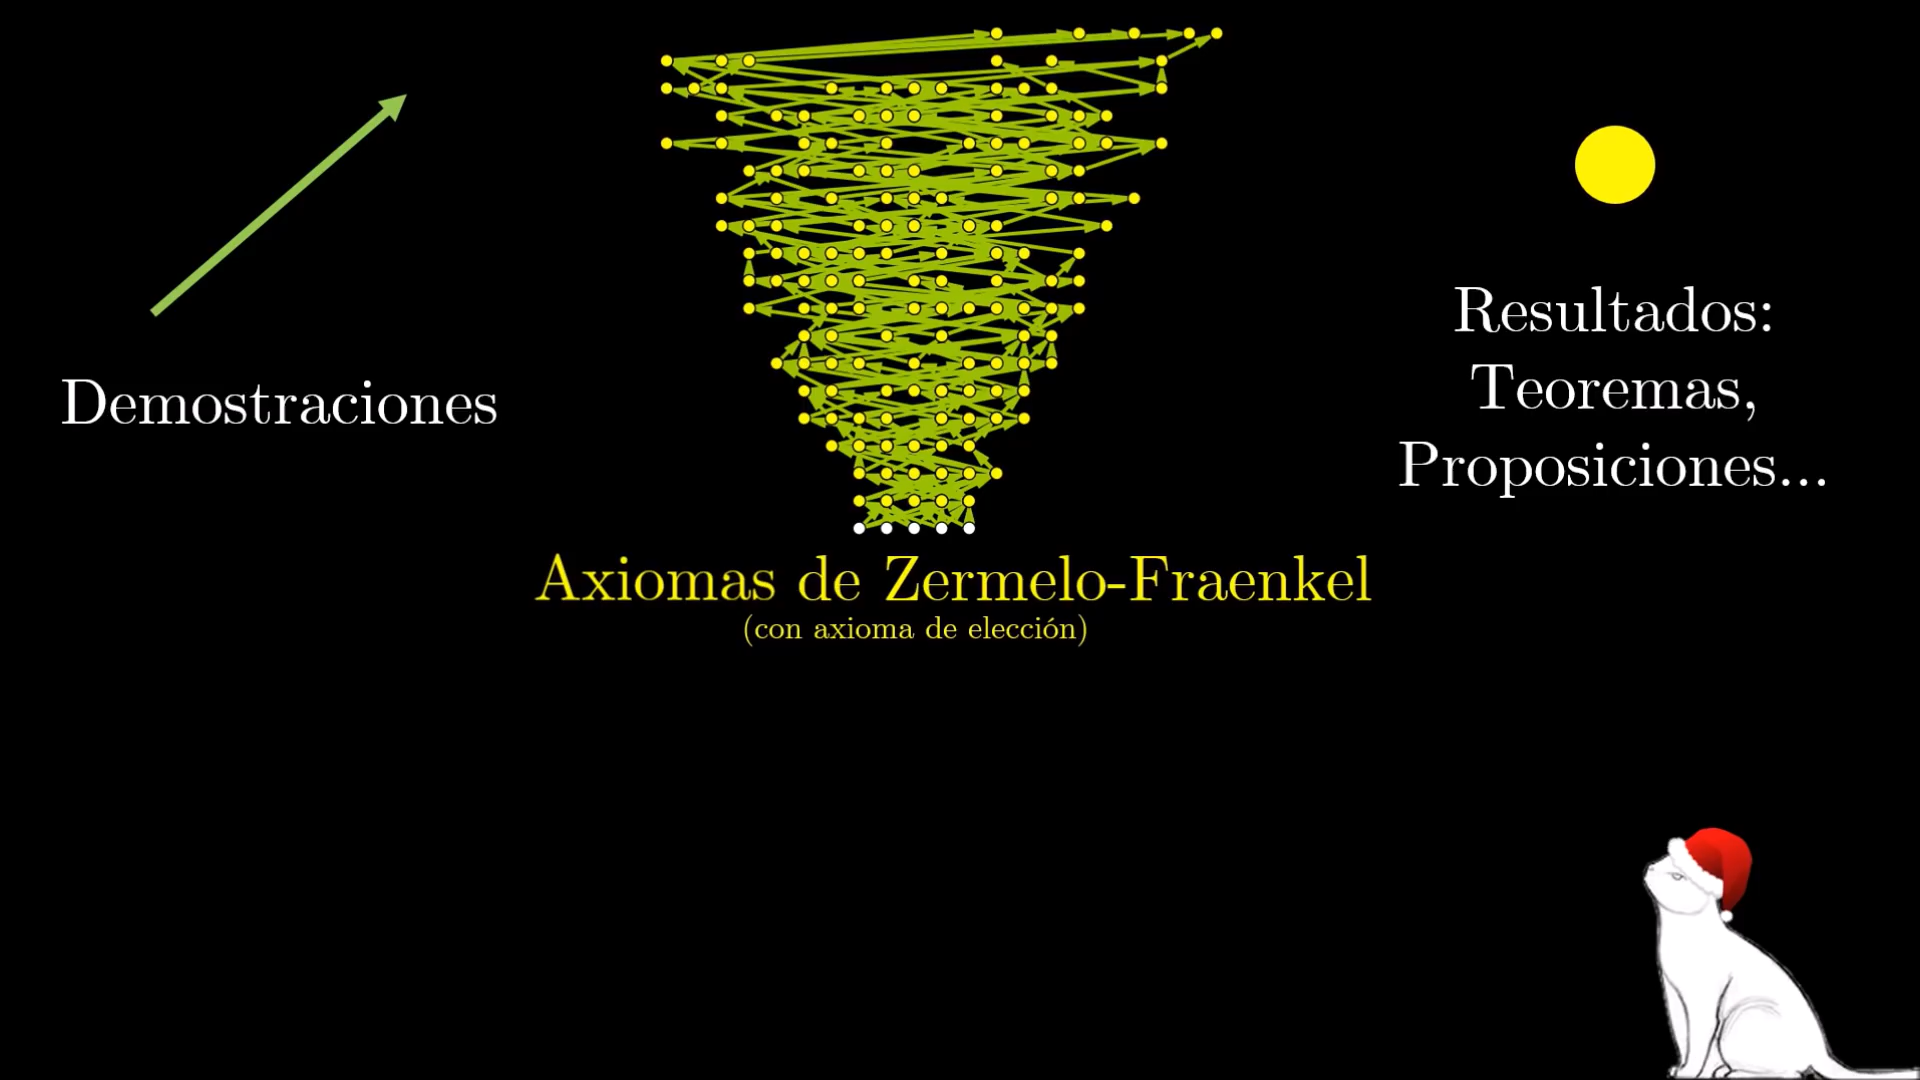 Demostraciones
Resultados:
Teoremas,
Proposiciones...
Axiomas de Zermelo-Fraenkel
(con axioma de elección)